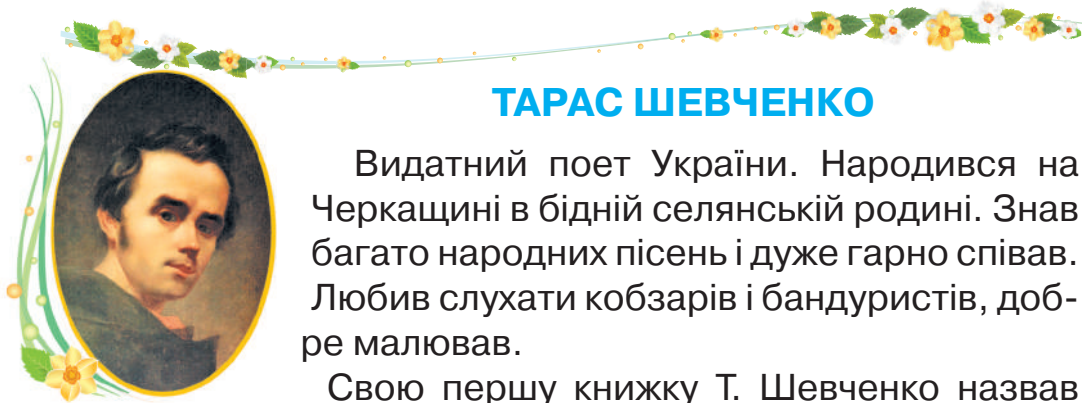 ТАРАС ШЕВЧЕНКО
Видатний поет України. Народився на
Черкащині в бідній селянській родині. Знав
багато народних пісень і дуже гарно співав.
Любив слухати кобзарів і бандуристів, доб-
ре малював.
Свою першу книжку Т. Шевченко назвав